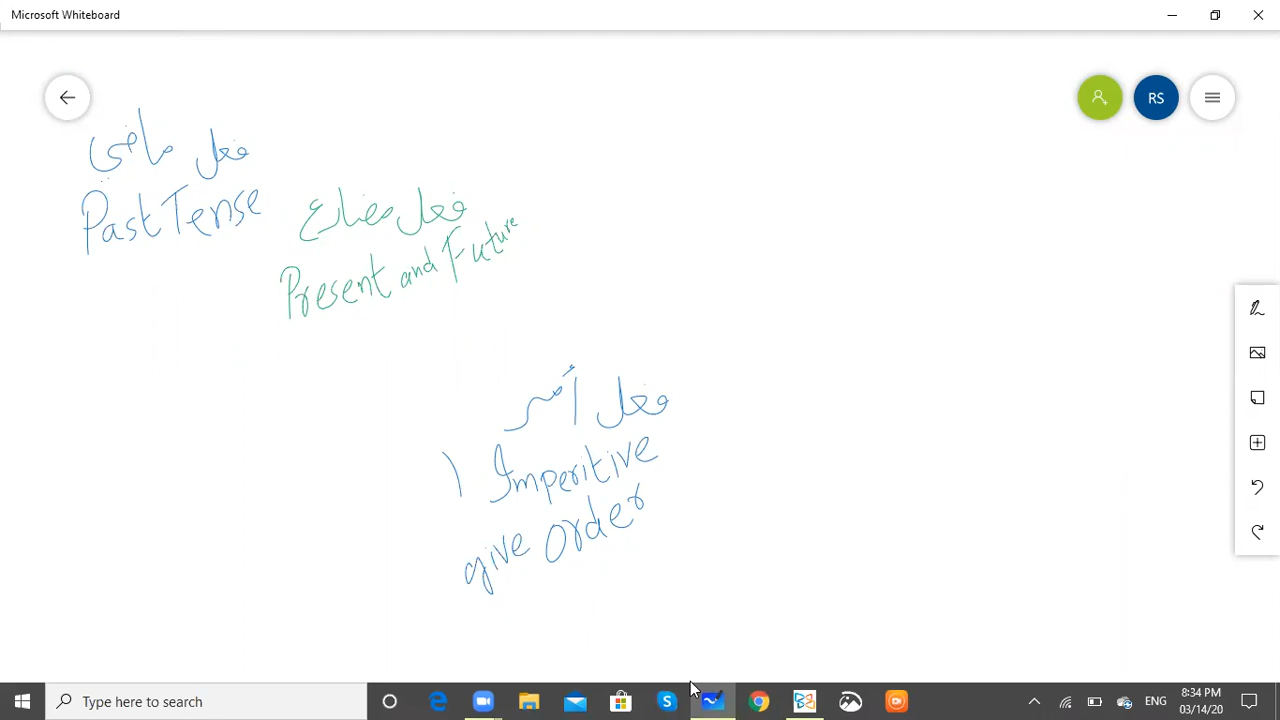 Microsoft Whiteboard
RS
فعل ماضي
Past Tense
فعل مضارع
Present and Future
فعل أمر
Imperitive
give order
Type here to search
ENG
8:34 PM
03/14/20